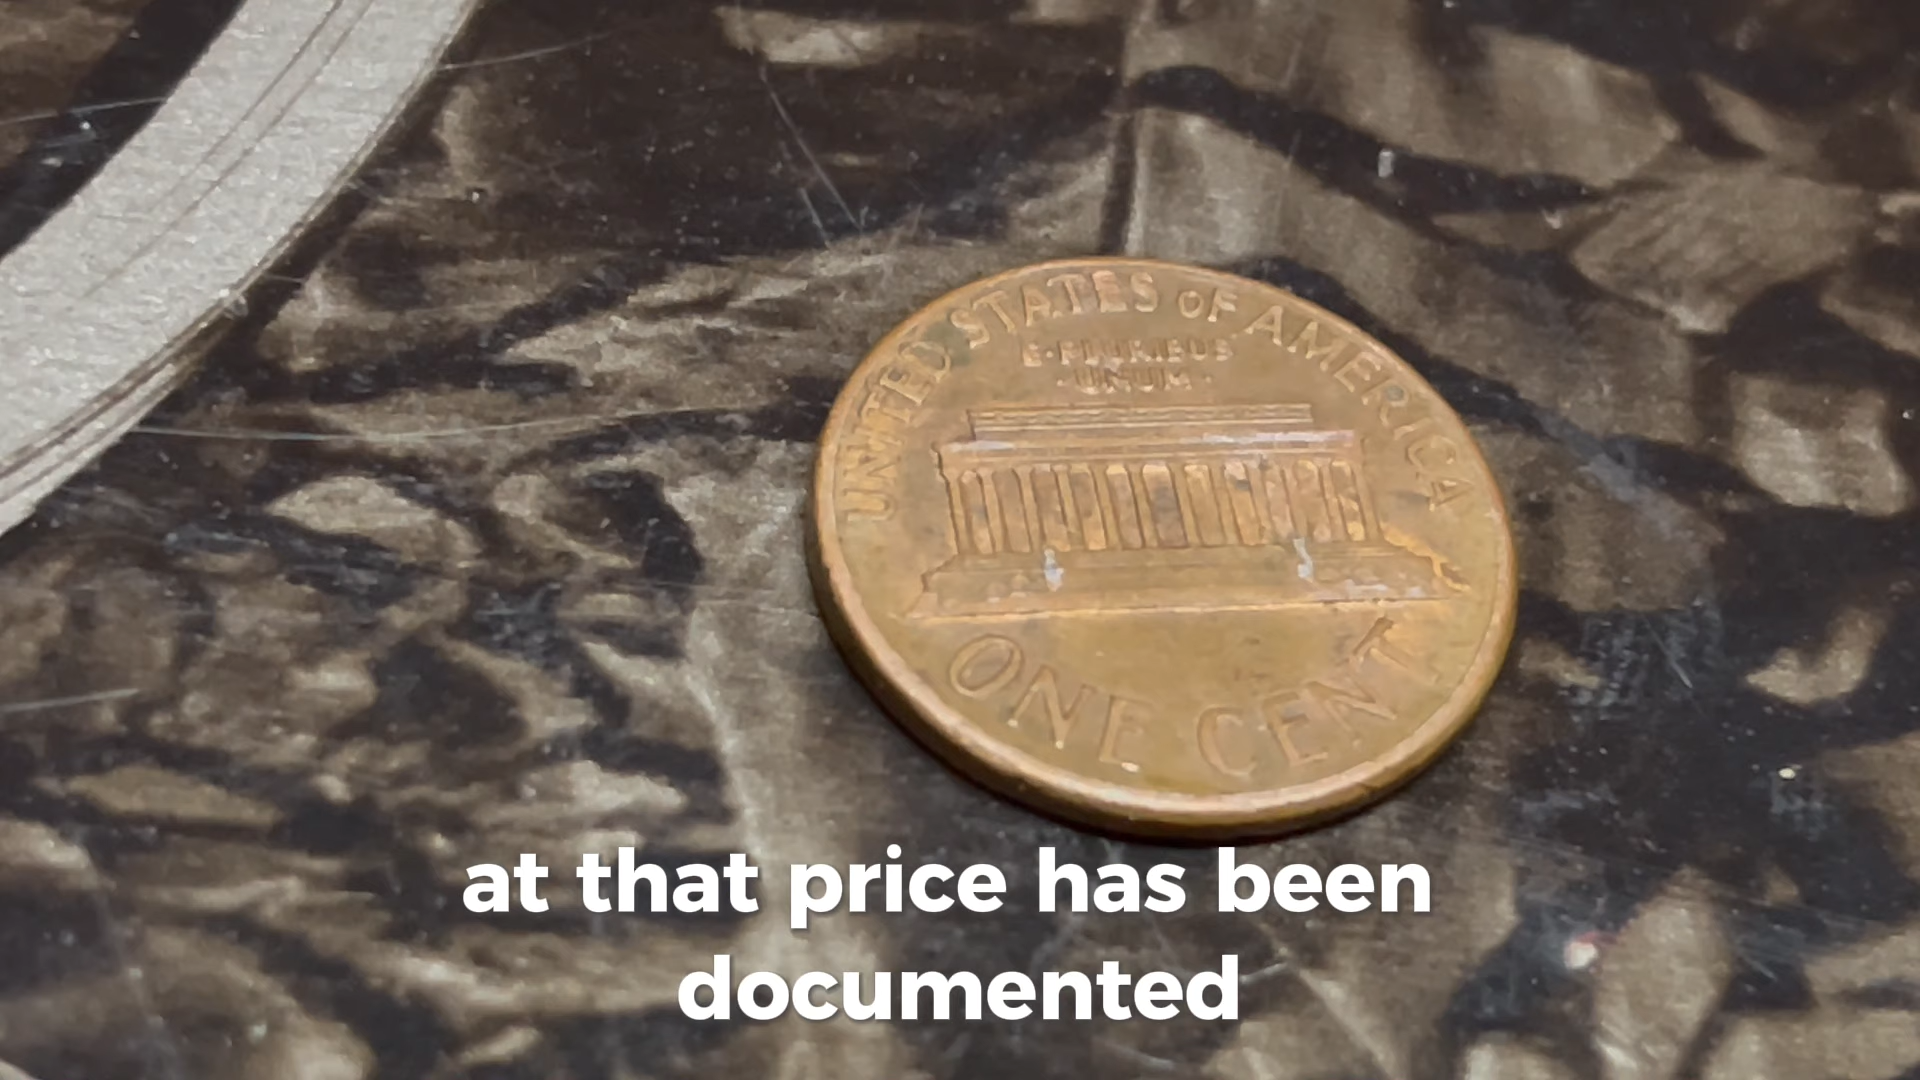 UNITED STATES OF AMERICA
E·PLURIBUS
·UNUM·
ONE CENT
at that price has been
documented